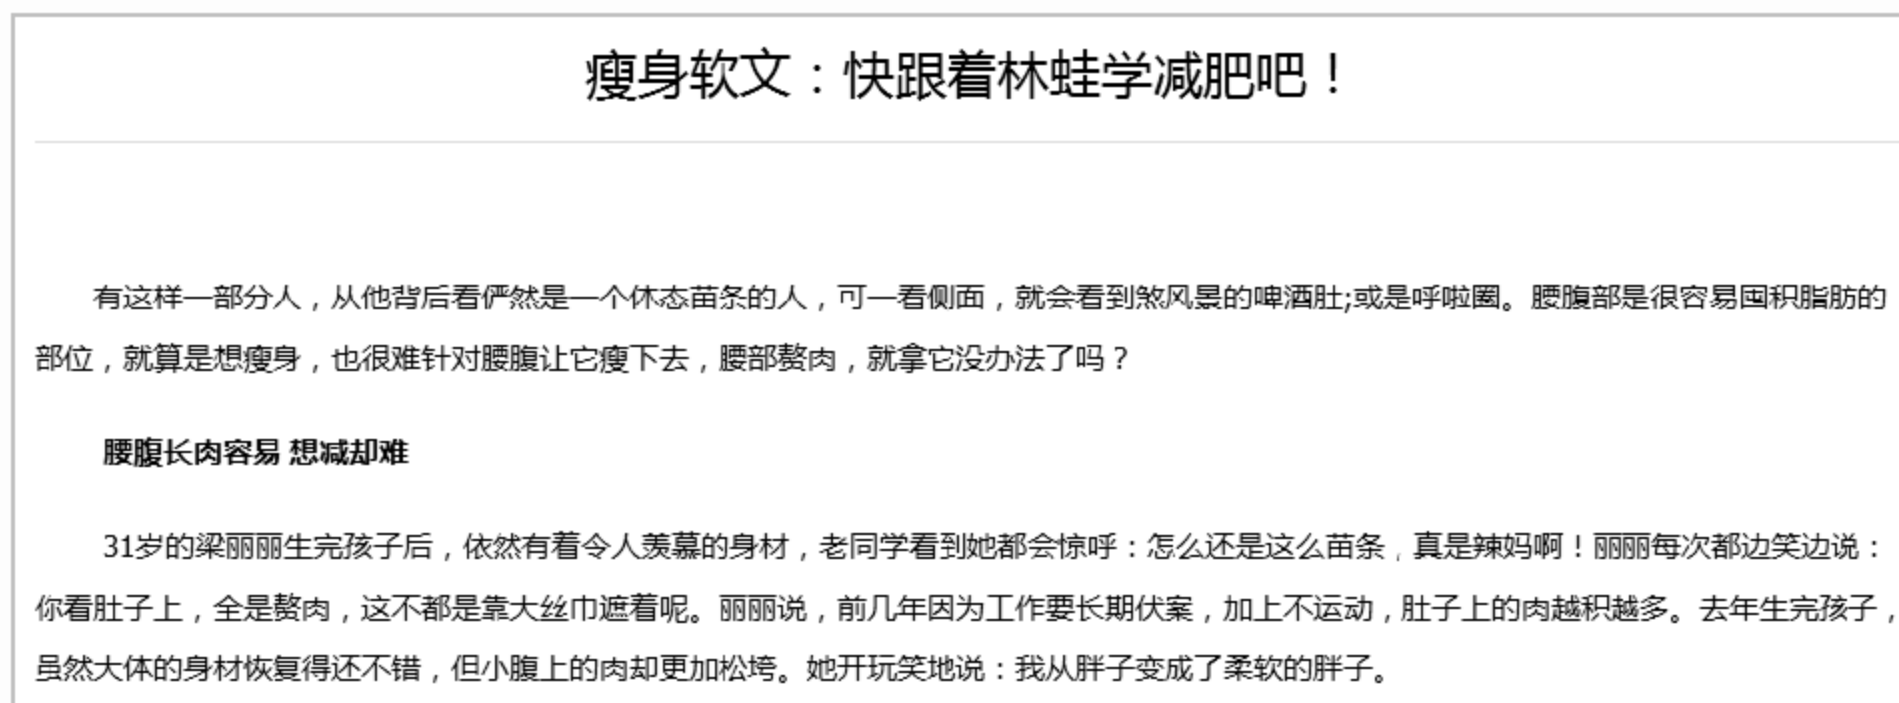 瘦身软文：快跟着林蛙学减肥吧！
有这样一部分人，从他背后看俨然是一个休态苗条的人，可一看侧面，就会看到煞风景的啤酒肚;或是呼啦圈。腰腹部是很容易囤积脂肪的
部位，就算是想瘦身，也很难针对腰腹让它瘦下去，腰部赘肉，就拿它没办法了吗？
腰腹长肉容易 想减却难
31岁的梁丽丽生完孩子后，依然有着令人羡慕的身材，老同学看到她都会惊呼：怎么还是这么苗条，真是辣妈啊！丽丽每次都边笑边说：
你看肚子上，全是赘肉，这不都是靠大丝巾遮着呢。丽丽说，前几年因为工作要长期伏案，加上不运动，肚子上的肉越积越多。去年生完孩子，
虽然大体的身材恢复得还不错，但小腹上的肉却更加松垮。她开玩笑地说：我从胖子变成了柔软的胖子。